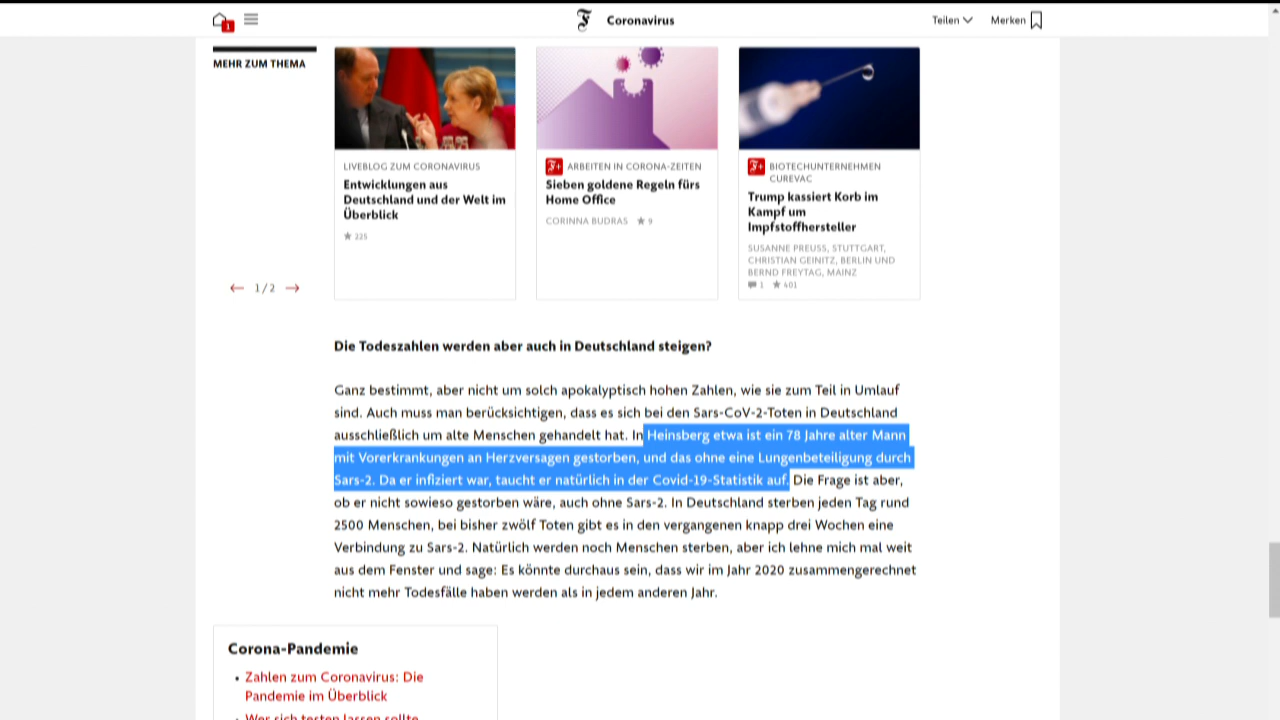 1
Coronavirus
Teilen
Merken
MEHR ZUM THEMA
LIVEBLOG ZUM CORONAVIRUS
Entwicklungen aus
Deutschland und der Welt im
Überblick
225
F+ ARBEITEN IN CORONA-ZEITEN
Sieben goldene Regeln fürs
Home Office
CORINNA BUDRAS 9
F+ BIOTECHUNTERNEHMEN
CUREVAC
Trump kassiert Korb im
Kampf um
Impfstoffhersteller
SUSANNE PREUSS, STUTTGART,
CHRISTIAN GEINITZ, BERLIN UND
BERND FREYTAG, MAINZ
1 401
1/2
Die Todeszahlen werden aber auch in Deutschland steigen?
Ganz bestimmt, aber nicht um solch apokalyptisch hohen Zahlen, wie sie zum Teil in Umlauf
sind. Auch muss man berücksichtigen, dass es sich bei den Sars-CoV-2-Toten in Deutschland
ausschließlich um alte Menschen gehandelt hat. In Heinsberg etwa ist ein 78 Jahre alter Mann
mit Vorerkrankungen an Herzversagen gestorben, und das ohne eine Lungenbeteiligung durch
Sars-2. Da er infiziert war, taucht er natürlich in der Covid-19-Statistik auf. Die Frage ist aber,
ob er nicht sowieso gestorben wäre, auch ohne Sars-2. In Deutschland sterben jeden Tag rund
2500 Menschen, bei bisher zwölf Toten gibt es in den vergangenen knapp drei Wochen eine
Verbindung zu Sars-2. Natürlich werden noch Menschen sterben, aber ich lehne mich mal weit
aus dem Fenster und sage: Es könnte durchaus sein, dass wir im Jahr 2020 zusammengerechnet
nicht mehr Todesfälle haben werden als in jedem anderen Jahr.
Corona-Pandemie
• Zahlen zum Coronavirus: Die
Pandemie im Überblick
• Wer sich testen lassen sollte